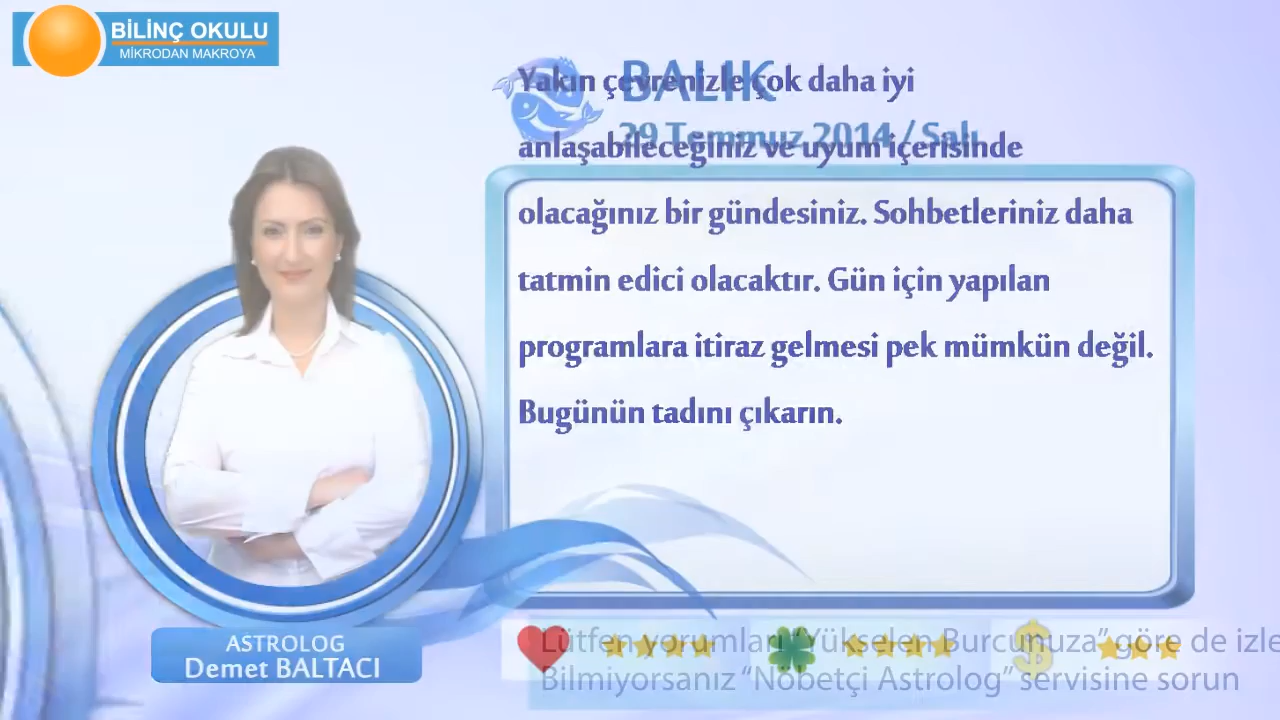 BİLİNÇ OKULU
MİKRODAN MAKROYA
BALIK
29 Temmuz 2014 / Salı
Yakın çevrenizle çok daha iyi
anlaşabileceğiniz ve uyum içerisinde
olacağınız bir gündesiniz. Sohbetleriniz daha
tatmin edici olacaktır. Gün için yapılan
programlara itiraz gelmesi pek mümkün değil.
Bugünün tadını çıkarın.
ASTROLOG
Demet BALTACI
Lütfen yorumları "Yükselen Burcunuza" göre de izle
Bilmiyorsanız "Nöbetçi Astrolog" servisine sorun